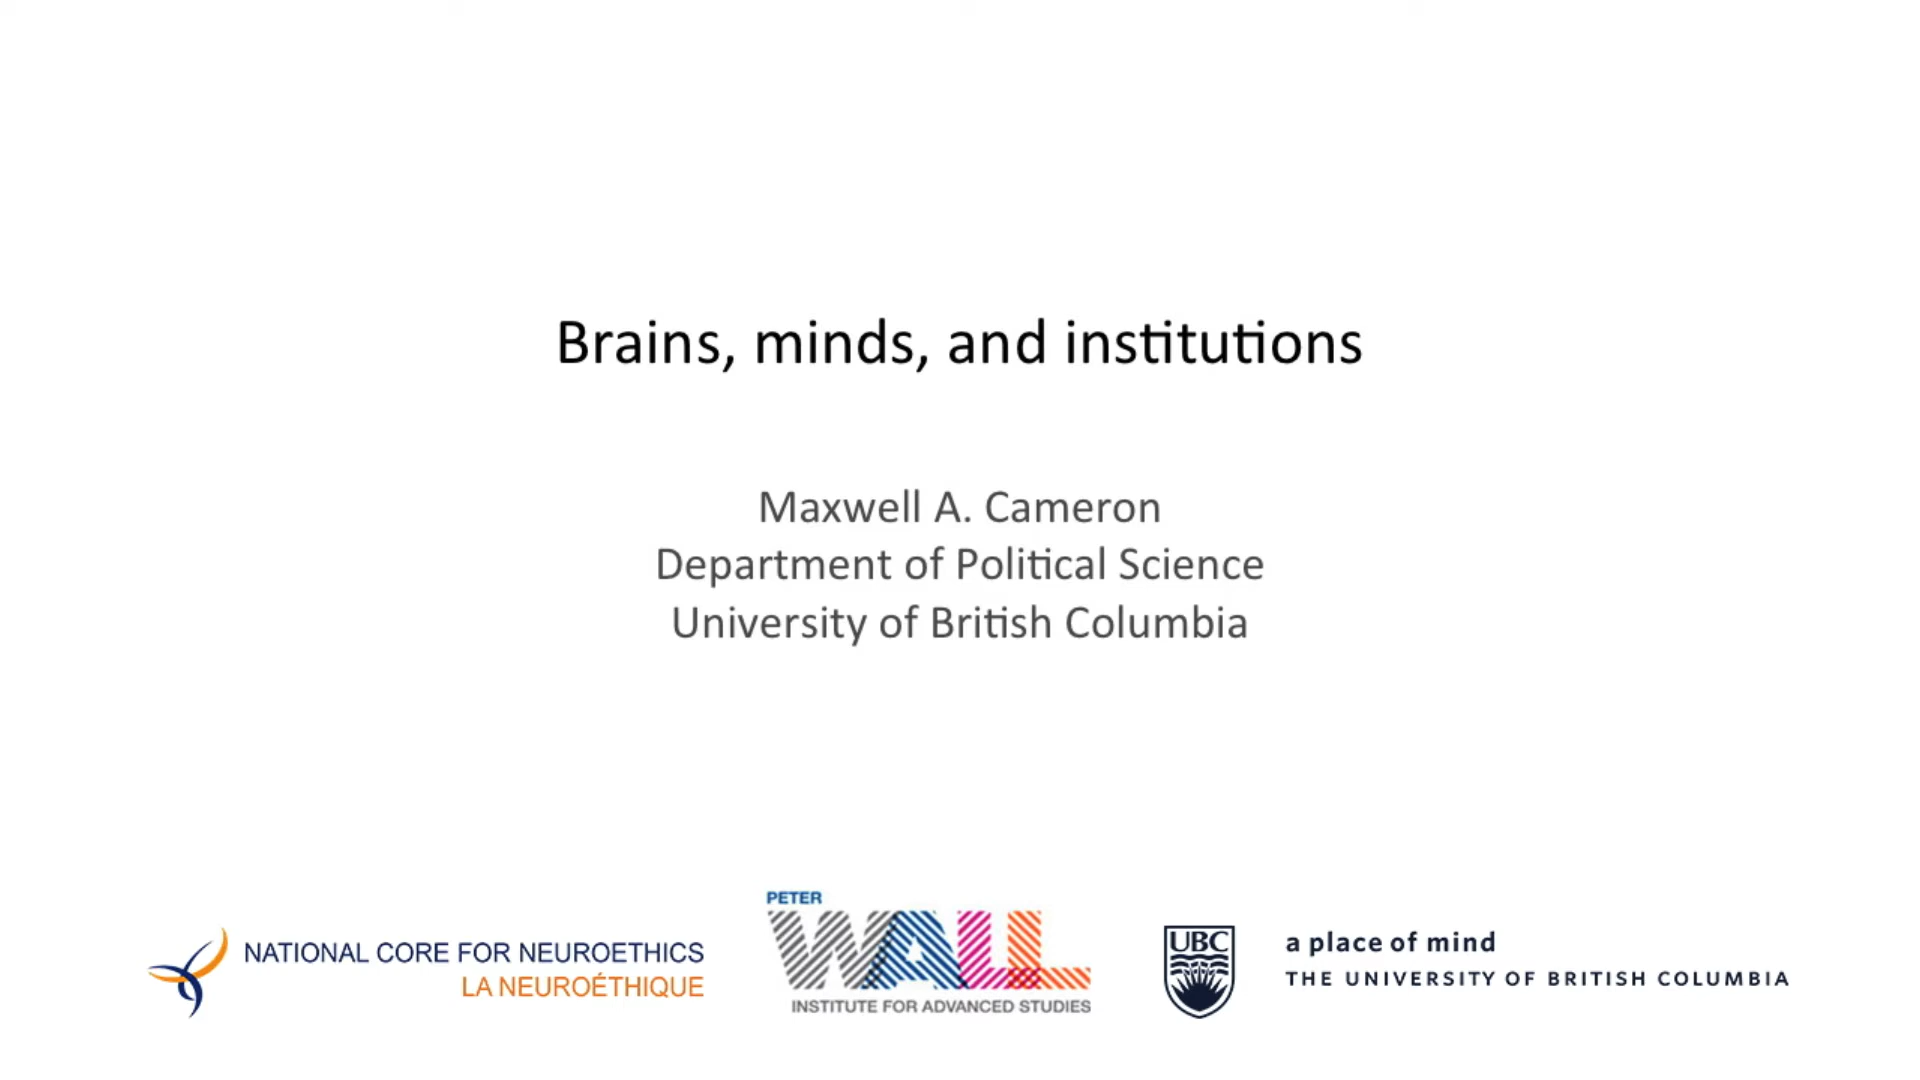 Brains, minds, and institutions
Maxwell A. Cameron
Department of Political Science
University of British Columbia
NATIONAL CORE FOR NEUROETHICS
LA NEUROÉTHIQUE
PETER
WALL
INSTITUTE FOR ADVANCED STUDIES
UBC
a place of mind
THE UNIVERSITY OF BRITISH COLUMBIA